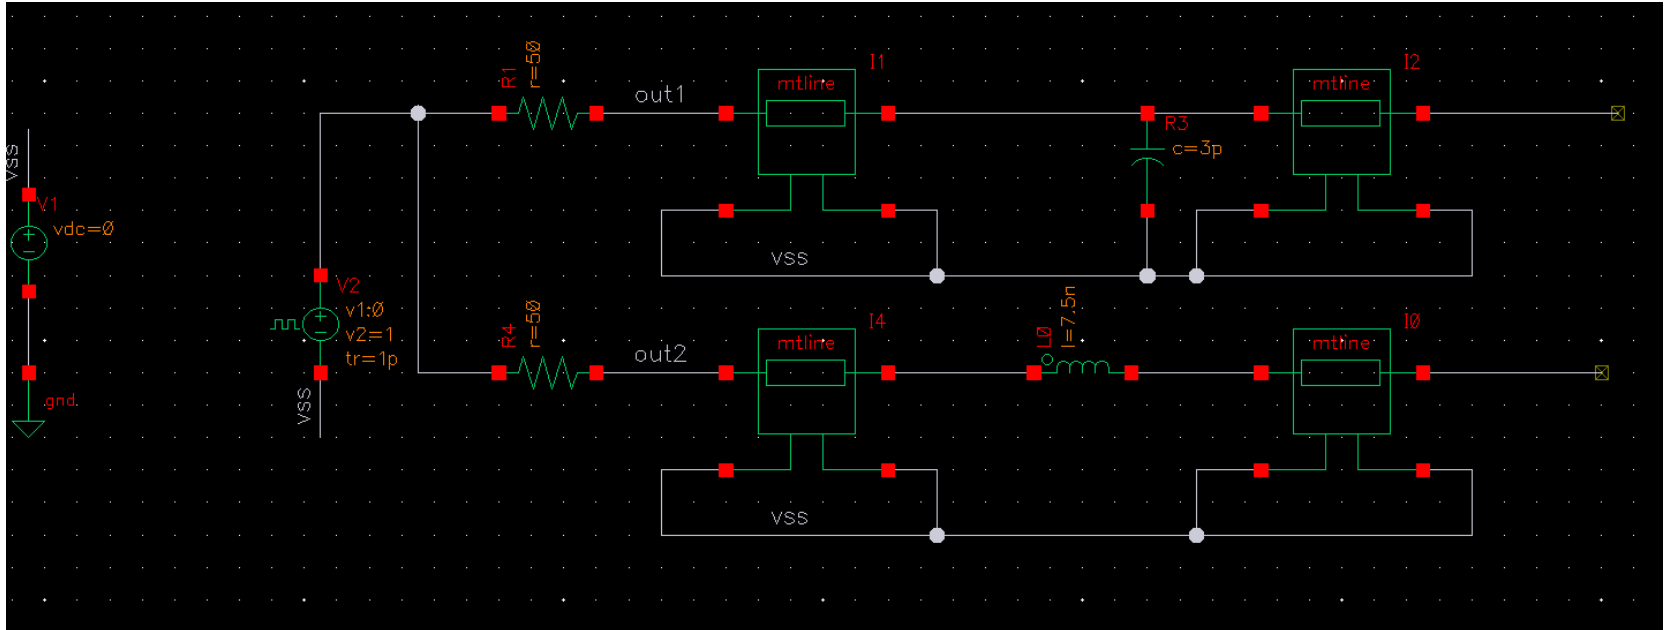 vss
V1
vdc=0
gnd
V2
v1:0
v2=1
tr=1p
vss
R1
r=50
out1
I1
mtline
vss
R3
c=3p
I2
mtline
R4
r=50
out2
I4
mtline
vss
L0
l=7.5n
I0
mtline